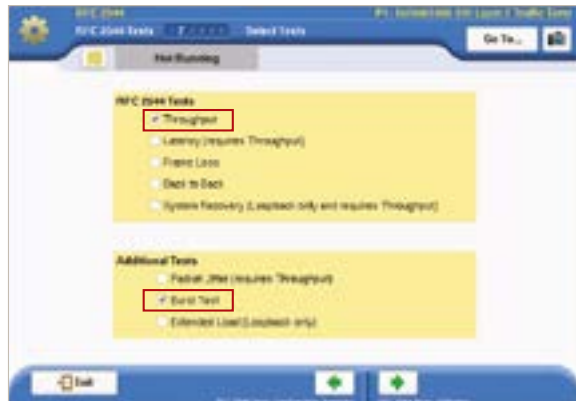 RFC 2544
RFC 2544 Tests 7 Select Tests
Go To...
Not Running
RFC 2544 Tests
Throughput
Latency (requires Throughput)
Frame Loss
Back to Back
System Recovery (Loopback only and requires Throughput)
Additional Tests
Packet Jitter (requires Throughput)
Burst Test
Extended Load (Loopback only)
Exit